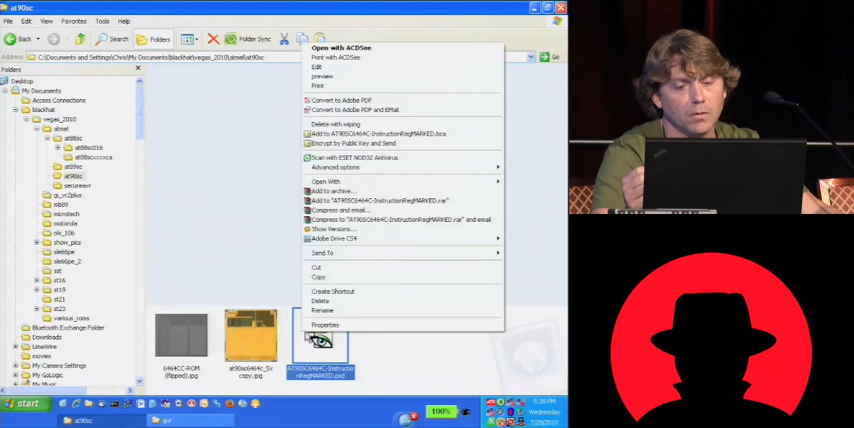 at90sc
File Edit View Favorites Tools Help
Back Search Folders Folder Sync
Address C:\Documents and Settings\Chris\My Documents\blackhat\vegas_2010\atmel\at90sc Go
Folders
Desktop
My Documents
Access Connections
blackhat
vegas_2010
atmel
at88sc
at88sc016
at88scxxxxca
at89sc
at90sc
secureavr
gi_vc2plus
mb89
microtech
motorola
sle66pe
sle66pe_2
sst
st16
st19
st21
st23
various_roms
Bluetooth Exchange Folder
Downloads
LimeWire
movies
My Camera Settings
My GoLogic
My Music
show_pics
Open with ACDSee
Print with ACDSee
Edit
preview
Print
Convert to Adobe PDF
Convert to Adobe PDF and EMail
Delete with wiping
Add to AT90SC6464C-InstructionRegMARKED.bca
Encrypt by Public Key and Send
Scan with ESET NOD32 Antivirus
Advanced options
Open With
Add to archive...
Add to "AT90SC6464C-InstructionRegMARKED.rar"
Compress and email...
Compress to "AT90SC6464C-InstructionRegMARKED.rar" and email
Show Versions...
Adobe Drive CS4
Send To
Cut
Copy
Create Shortcut
Delete
Rename
Properties
6464CC-ROM
(flipped).jpg
at90sc6464c_5x
copy.jpg
AT90SC6464C-Instructio
nRegMARKED.psd
start
at90sc
gur
100%
5:38 PM
Wednesday
7/28/2010